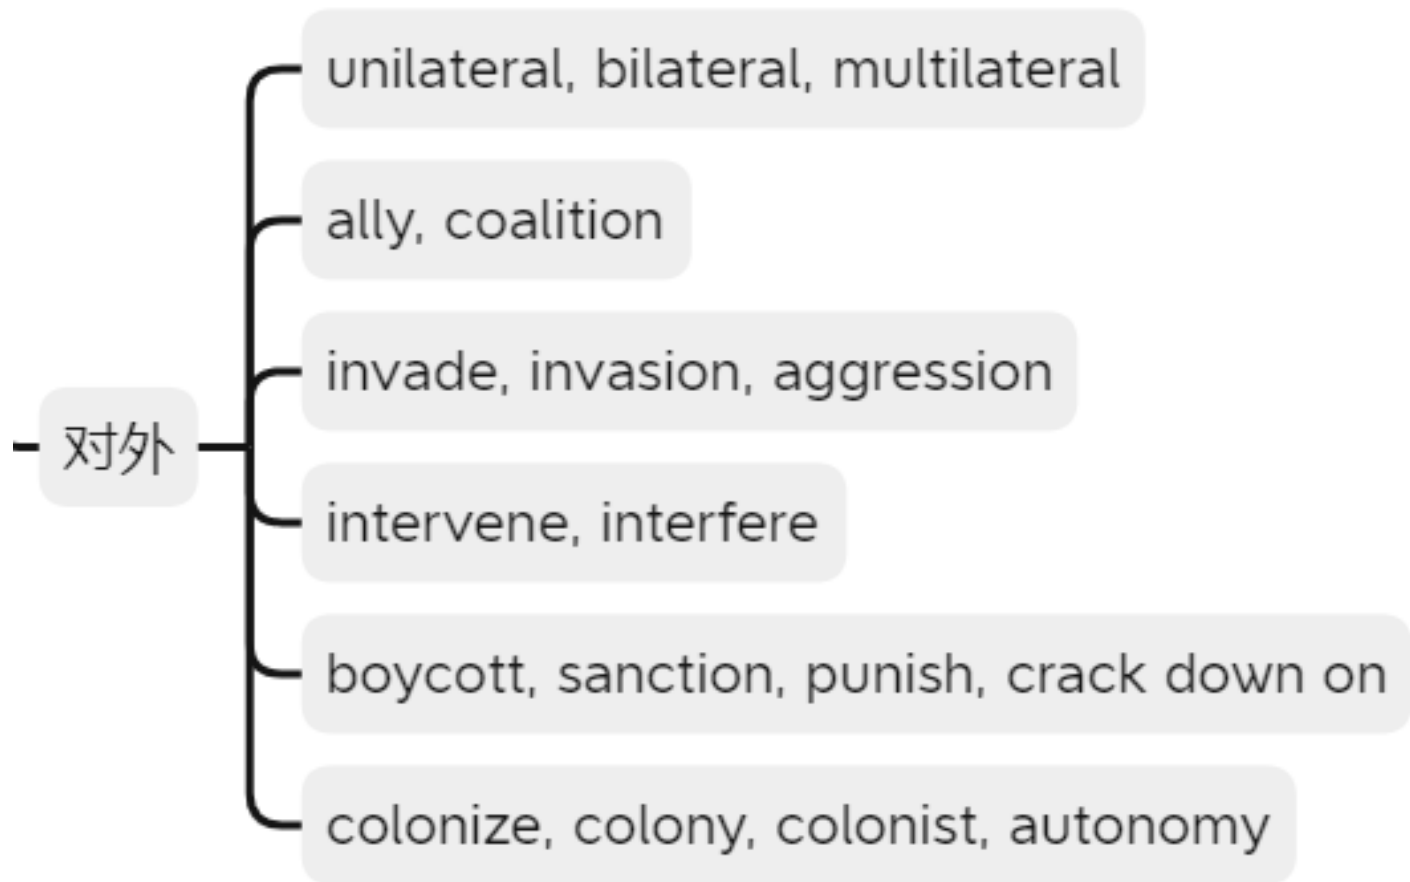 unilateral, bilateral, multilateral
ally, coalition
invade, invasion, aggression
对外
intervene, interfere
boycott, sanction, punish, crack down on
colonize, colony, colonist, autonomy